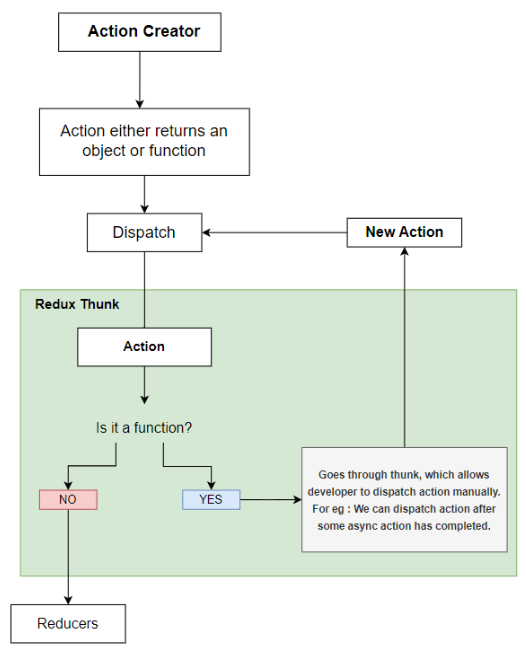 Action Creator
Action either returns an
object or function
Dispatch
New Action
Redux Thunk
Action
Is it a function?
NO
YES
Goes through thunk, which allows
developer to dispatch action manually.
For eg : We can dispatch action after
some async action has completed.
Reducers